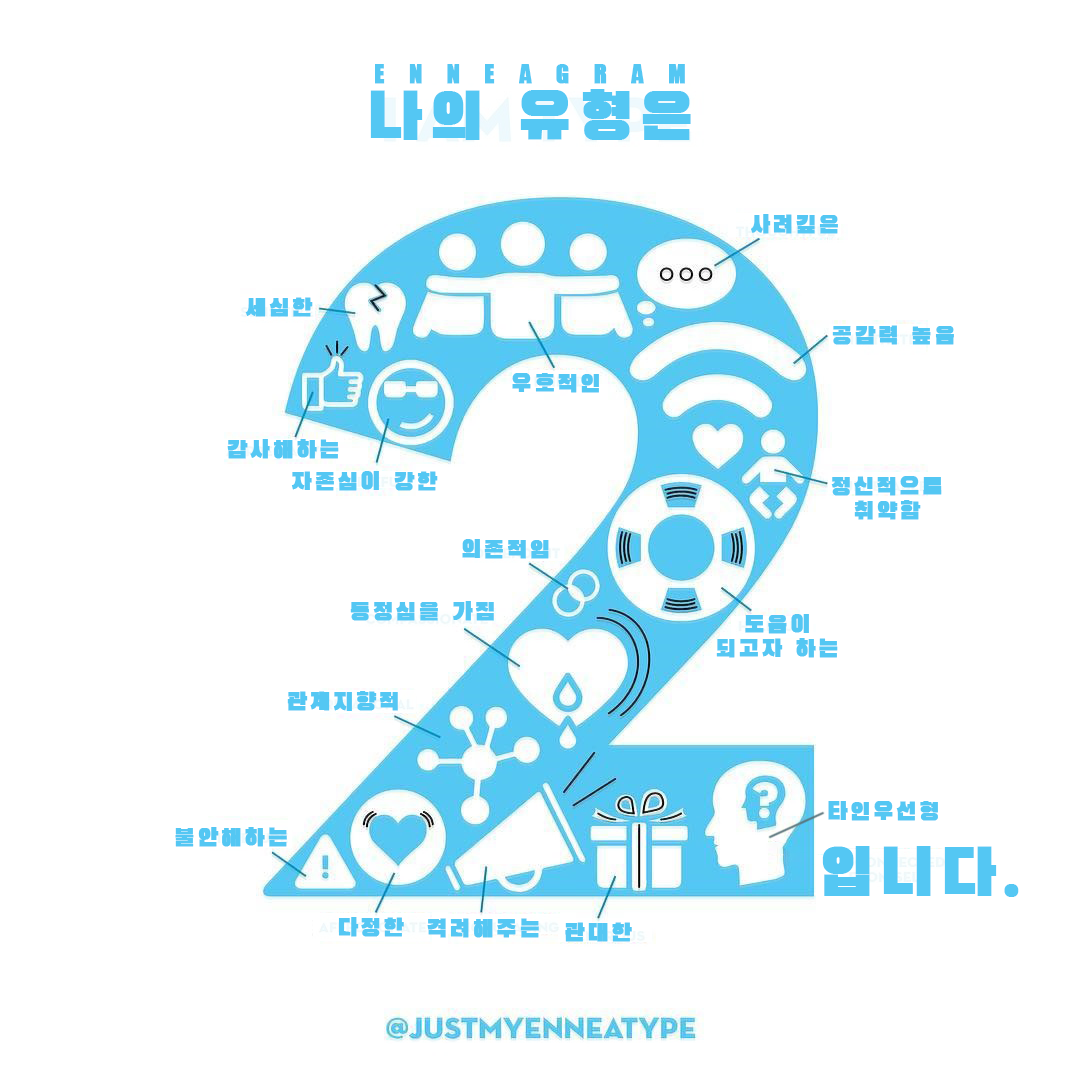 ENNEAGRAM
나의 유형은
사려깊은
세심한
공감력 높음
우호적인
감사해하는
자존심이 강한
정신적으로
취약함
의존적임
동정심을 가짐
도움이
되고자 하는
관계지향적
타인우선형
불안해하는
입니다.
다정한
격려해주는
관대한
@JUSTMYENNEATYPE